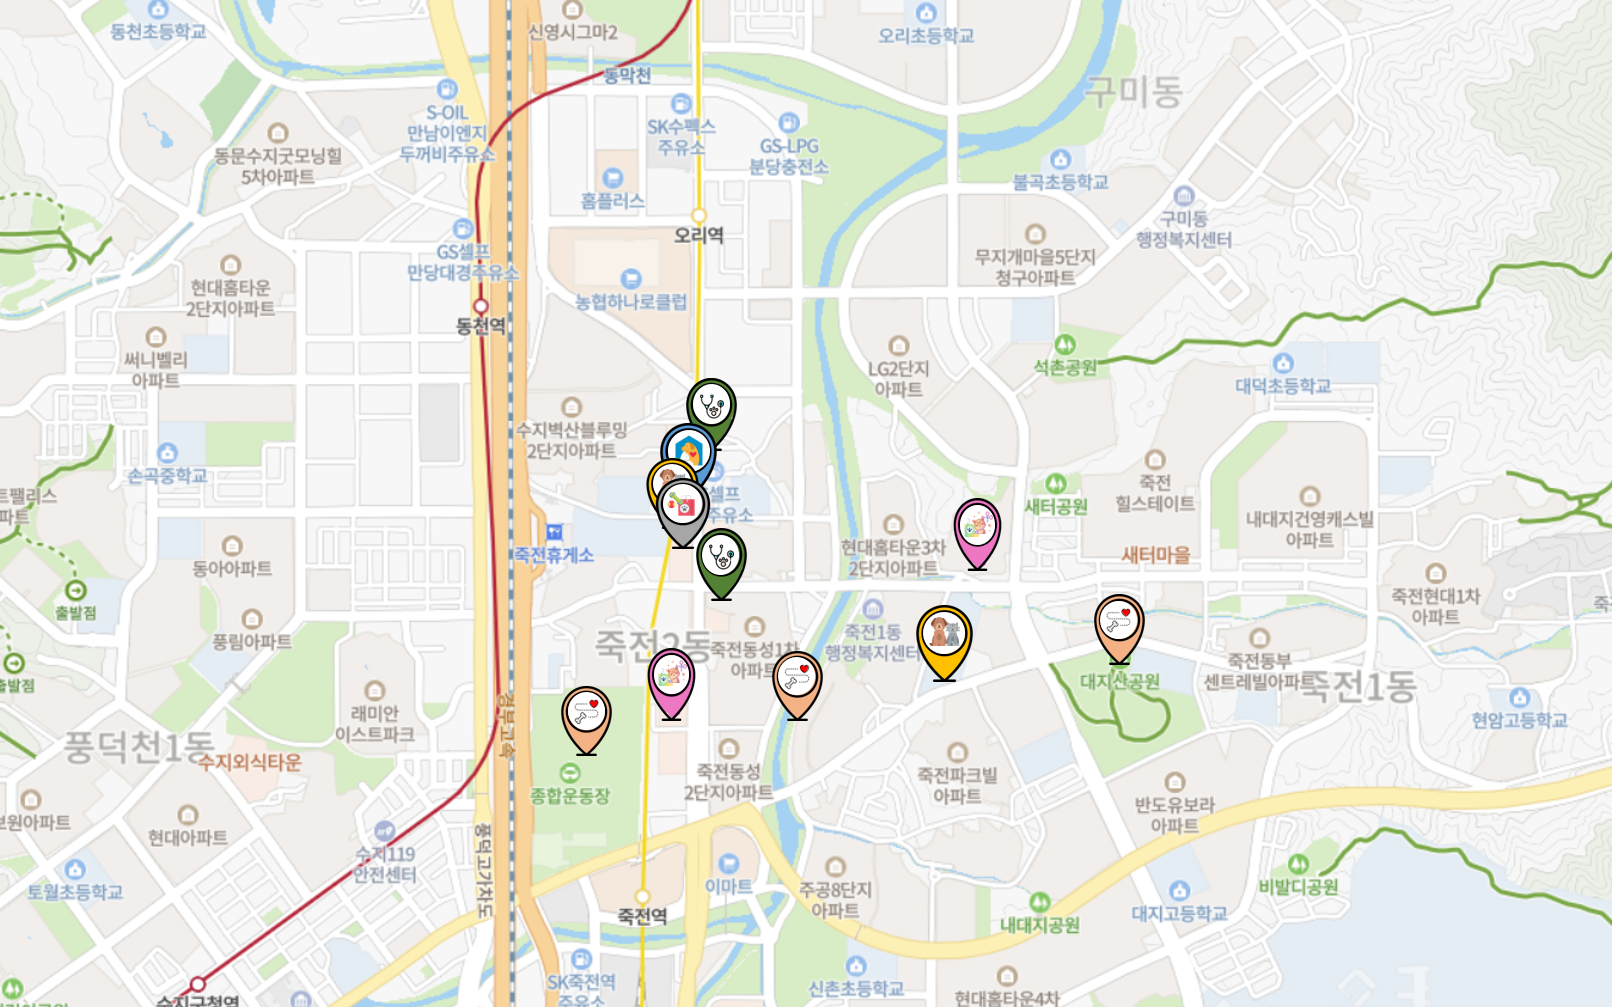 동천초등학교
신영시그마2
오리초등학교
동막천
구미동
S-OIL
만남이엔지
두꺼비주유소
SK수펙스
주유소
GS-LPG
분당충전소
동문수지굿모닝힐
5차아파트
홈플러스
불곡초등학교
구미동
행정복지센터
오리역
GS셀프
만당대경주유소
무지개마을5단지
청구아파트
현대홈타운
2단지아파트
농협하나로클럽
동천역
써니벨리
아파트
석촌공원
LG2단지
아파트
대덕초등학교
수지벽산블루밍
2단지아파트
손곡중학교
트팰리스
파트
셀프
주유소
새터공원
죽전
힐스테이트
내대지건영캐스빌
아파트
죽전휴게소
현대홈타운3차
2단지아파트
새터마을
동아아파트
출발점
죽전현대1차
아파트
죽
풍림아파트
죽전2동
죽전동성1차
아파트
죽전1동
행정복지센터
출발점
대지산공원
죽전동부
센트레빌아파트
죽전1동
래미안
이스트파크
경부고속
현암고등학교
풍덕천1동
수지외식타운
종합운동장
죽전동성
2단지아파트
죽전파크빌
아파트
반도유보라
아파트
보원아파트
현대아파트
수지119
안전센터
풍덕고가차도
토월초등학교
이마트
주공8단지
아파트
비발디공원
죽전역
내대지공원
대지고등학교
SK죽전역
주유소
신촌초등학교
현대홈타운4차
수지구청역